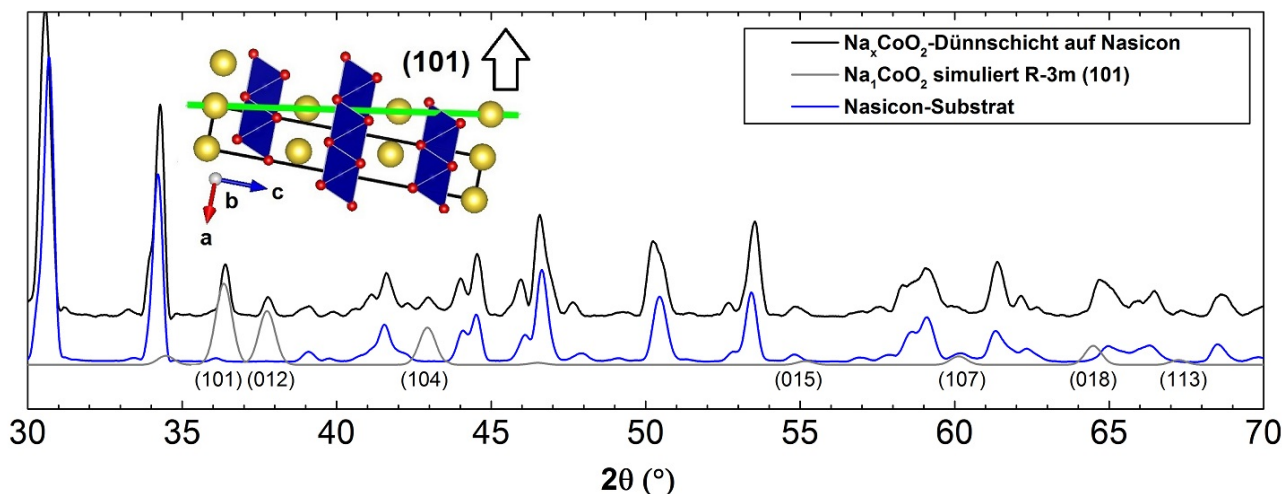 (101)
b
c
a
NaₓCoO₂-Dünnschicht auf Nasicon
Na₁CoO₂ simuliert R-3m (101)
Nasicon-Substrat
(101) (012) (104) (015) (107) (018) (113)
30 35 40 45 50 55 60 65 70
2θ (°)